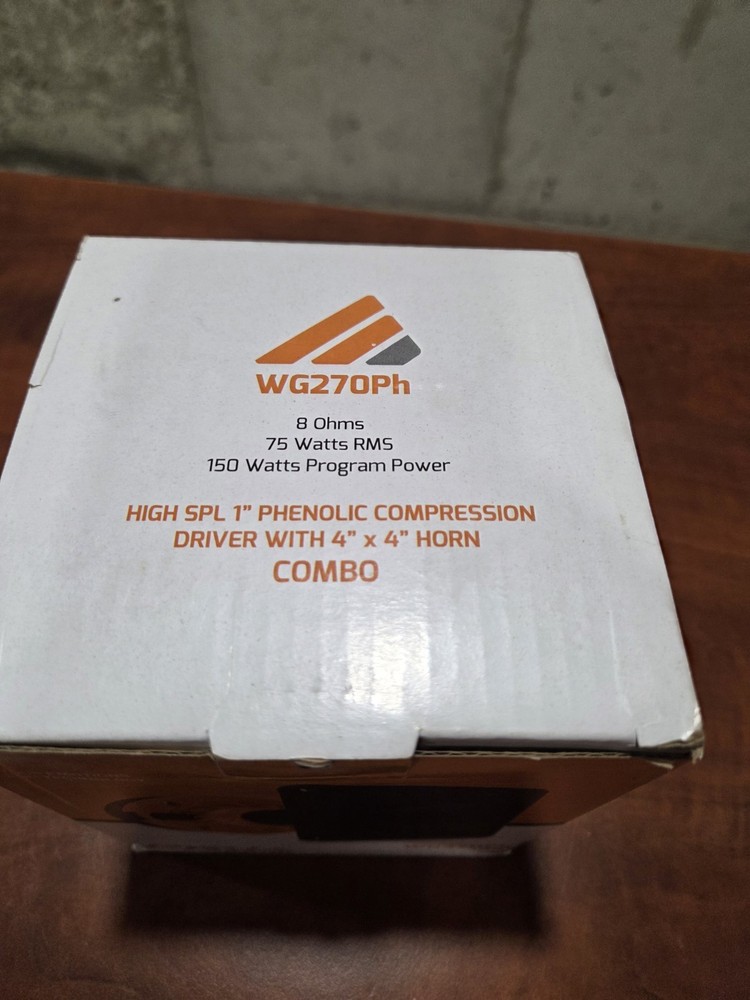 WG270Ph
8 Ohms
75 Watts RMS
150 Watts Program Power
HIGH SPL 1” PHENOLIC COMPRESSION
DRIVER WITH 4” x 4” HORN
COMBO